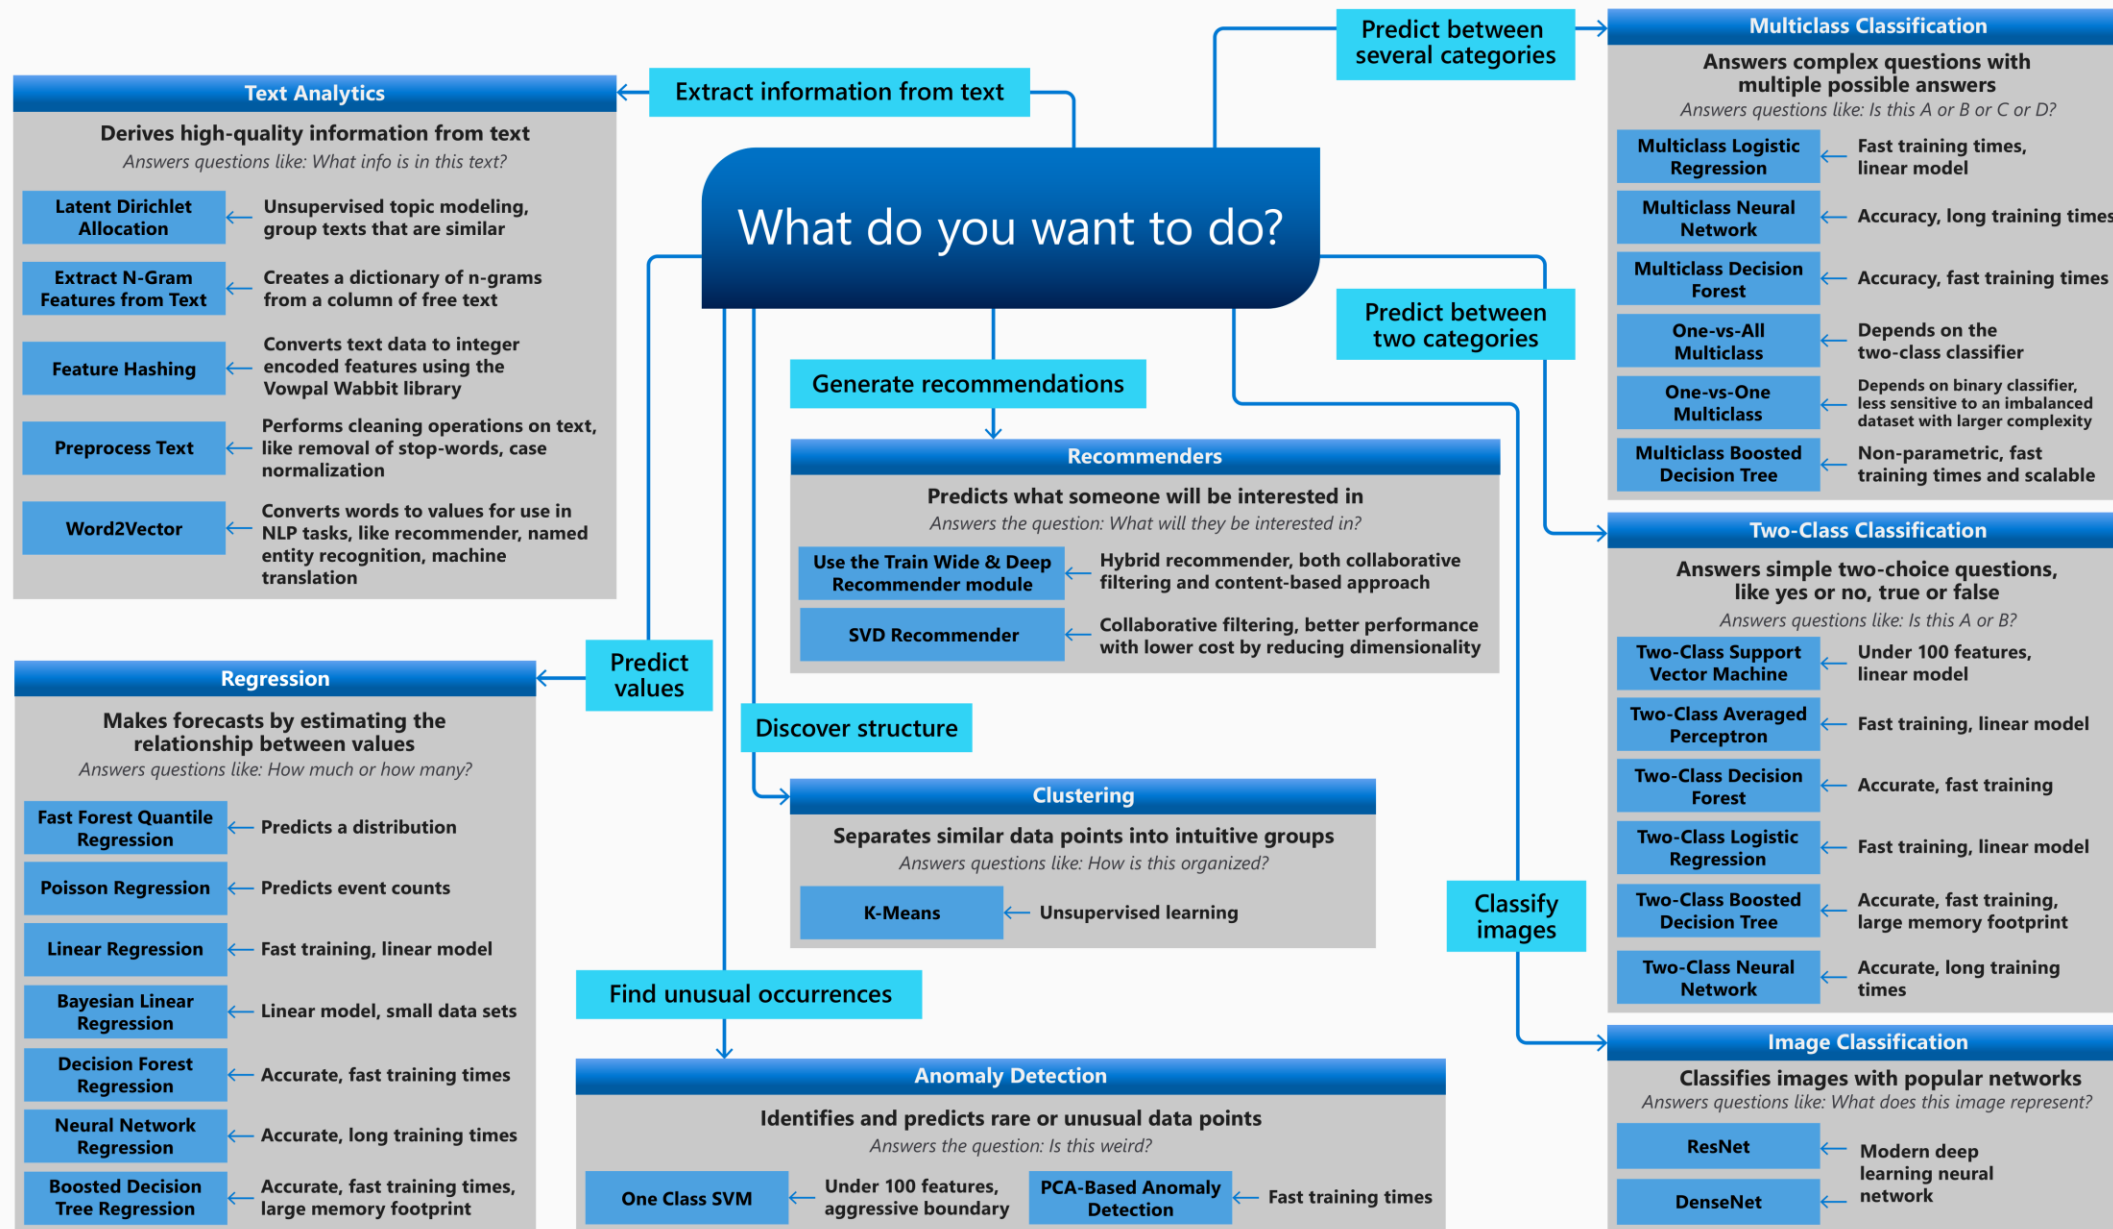 What do you want to do?
Extract information from text
Text Analytics
Derives high-quality information from text
Answers questions like: What info is in this text?
Latent Dirichlet
Allocation
Unsupervised topic modeling,
group texts that are similar
Extract N-Gram
Features from Text
Creates a dictionary of n-grams
from a column of free text
Feature Hashing
Converts text data to integer
encoded features using the
Vowpal Wabbit library
Preprocess Text
Performs cleaning operations on text,
like removal of stop-words, case
normalization
Word2Vector
Converts words to values for use in
NLP tasks, like recommender, named
entity recognition, machine
translation
Predict
values
Regression
Makes forecasts by estimating the
relationship between values
Answers questions like: How much or how many?
Fast Forest Quantile
Regression
Predicts a distribution
Poisson Regression
Predicts event counts
Linear Regression
Fast training, linear model
Bayesian Linear
Regression
Linear model, small data sets
Decision Forest
Regression
Accurate, fast training times
Neural Network
Regression
Accurate, long training times
Boosted Decision
Tree Regression
Accurate, fast training times,
large memory footprint
Generate recommendations
Recommenders
Predicts what someone will be interested in
Answers the question: What will they be interested in?
Use the Train Wide & Deep
Recommender module
Hybrid recommender, both collaborative
filtering and content-based approach
SVD Recommender
Collaborative filtering, better performance
with lower cost by reducing dimensionality
Discover structure
Clustering
Separates similar data points into intuitive groups
Answers questions like: How is this organized?
K-Means
Unsupervised learning
Find unusual occurrences
Anomaly Detection
Identifies and predicts rare or unusual data points
Answers the question: Is this weird?
One Class SVM
Under 100 features,
aggressive boundary
PCA-Based Anomaly
Detection
Fast training times
Predict between
several categories
Multiclass Classification
Answers complex questions with
multiple possible answers
Answers questions like: Is this A or B or C or D?
Multiclass Logistic
Regression
Fast training times,
linear model
Multiclass Neural
Network
Accuracy, long training times
Multiclass Decision
Forest
Accuracy, fast training times
One-vs-All
Multiclass
Depends on the
two-class classifier
One-vs-One
Multiclass
Depends on binary classifier,
less sensitive to an imbalanced
dataset with larger complexity
Multiclass Boosted
Decision Tree
Non-parametric, fast
training times and scalable
Predict between
two categories
Two-Class Classification
Answers simple two-choice questions,
like yes or no, true or false
Answers questions like: Is this A or B?
Two-Class Support
Vector Machine
Under 100 features,
linear model
Two-Class Averaged
Perceptron
Fast training, linear model
Two-Class Decision
Forest
Accurate, fast training
Two-Class Logistic
Regression
Fast training, linear model
Two-Class Boosted
Decision Tree
Accurate, fast training,
large memory footprint
Two-Class Neural
Network
Accurate, long training
times
Classify
images
Image Classification
Classifies images with popular networks
Answers questions like: What does this image represent?
ResNet
DenseNet
Modern deep
learning neural
network